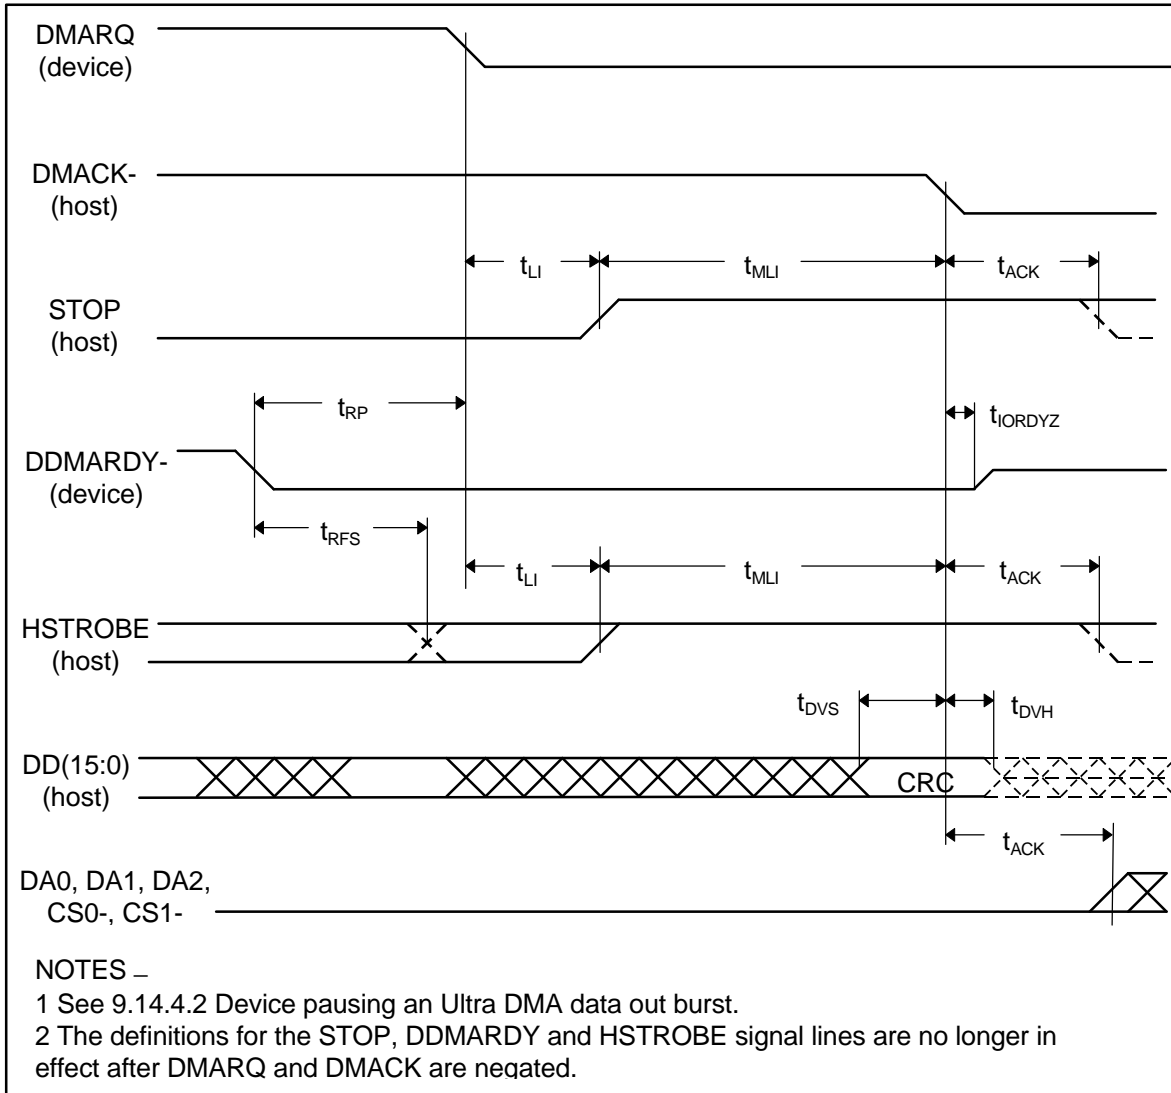 DMARQ
(device)
DMACK-
(host)
tLI
tMLI
tACK
STOP
(host)
tRP
tIORDYZ
DDMARDY-
(device)
tRFS
tLI
tMLI
tACK
HSTROBE
(host)
tDVS
tDVH
DD(15:0)
(host)
CRC
tACK
DA0, DA1, DA2,
CS0-, CS1-
NOTES –
1 See 9.14.4.2 Device pausing an Ultra DMA data out burst.
2 The definitions for the STOP, DDMARDY and HSTROBE signal lines are no longer in
effect after DMARQ and DMACK are negated.